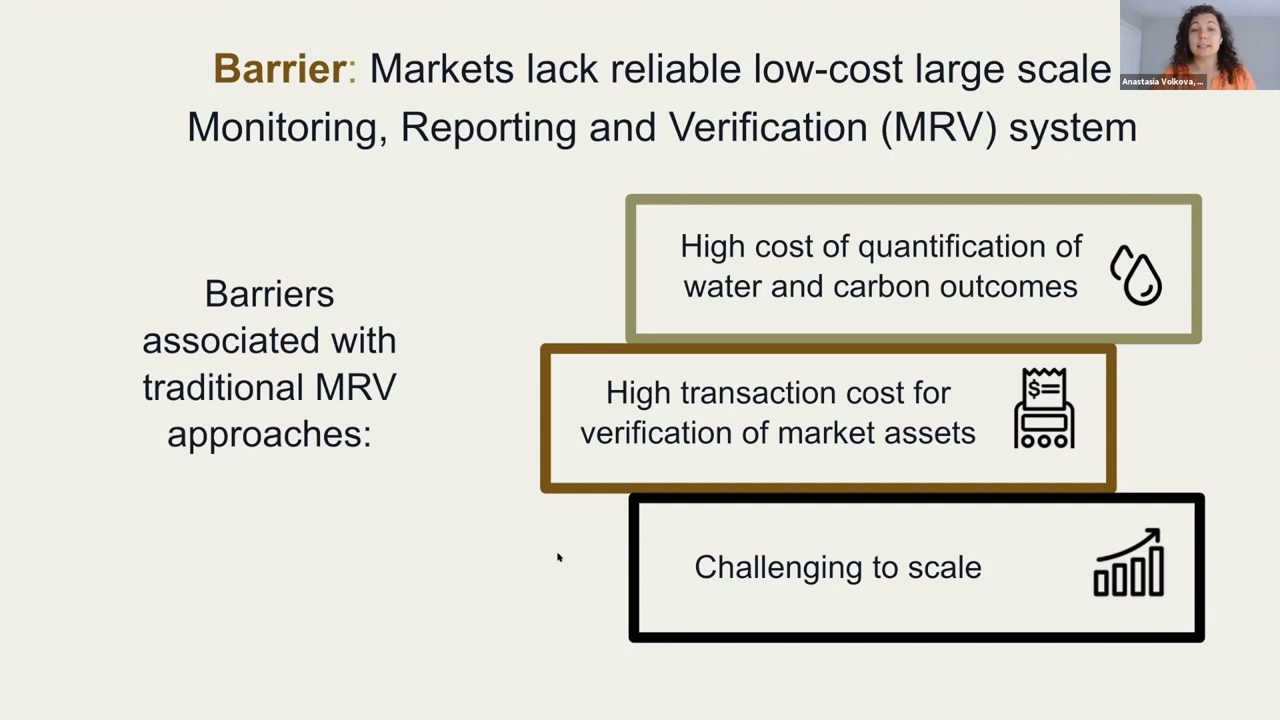 Barrier: Markets lack reliable low-cost large scale
Monitoring, Reporting and Verification (MRV) system
Anastasia Volkova, ...
Barriers
associated with
traditional MRV
approaches:
High cost of quantification of
water and carbon outcomes
High transaction cost for
verification of market assets
$=
Challenging to scale